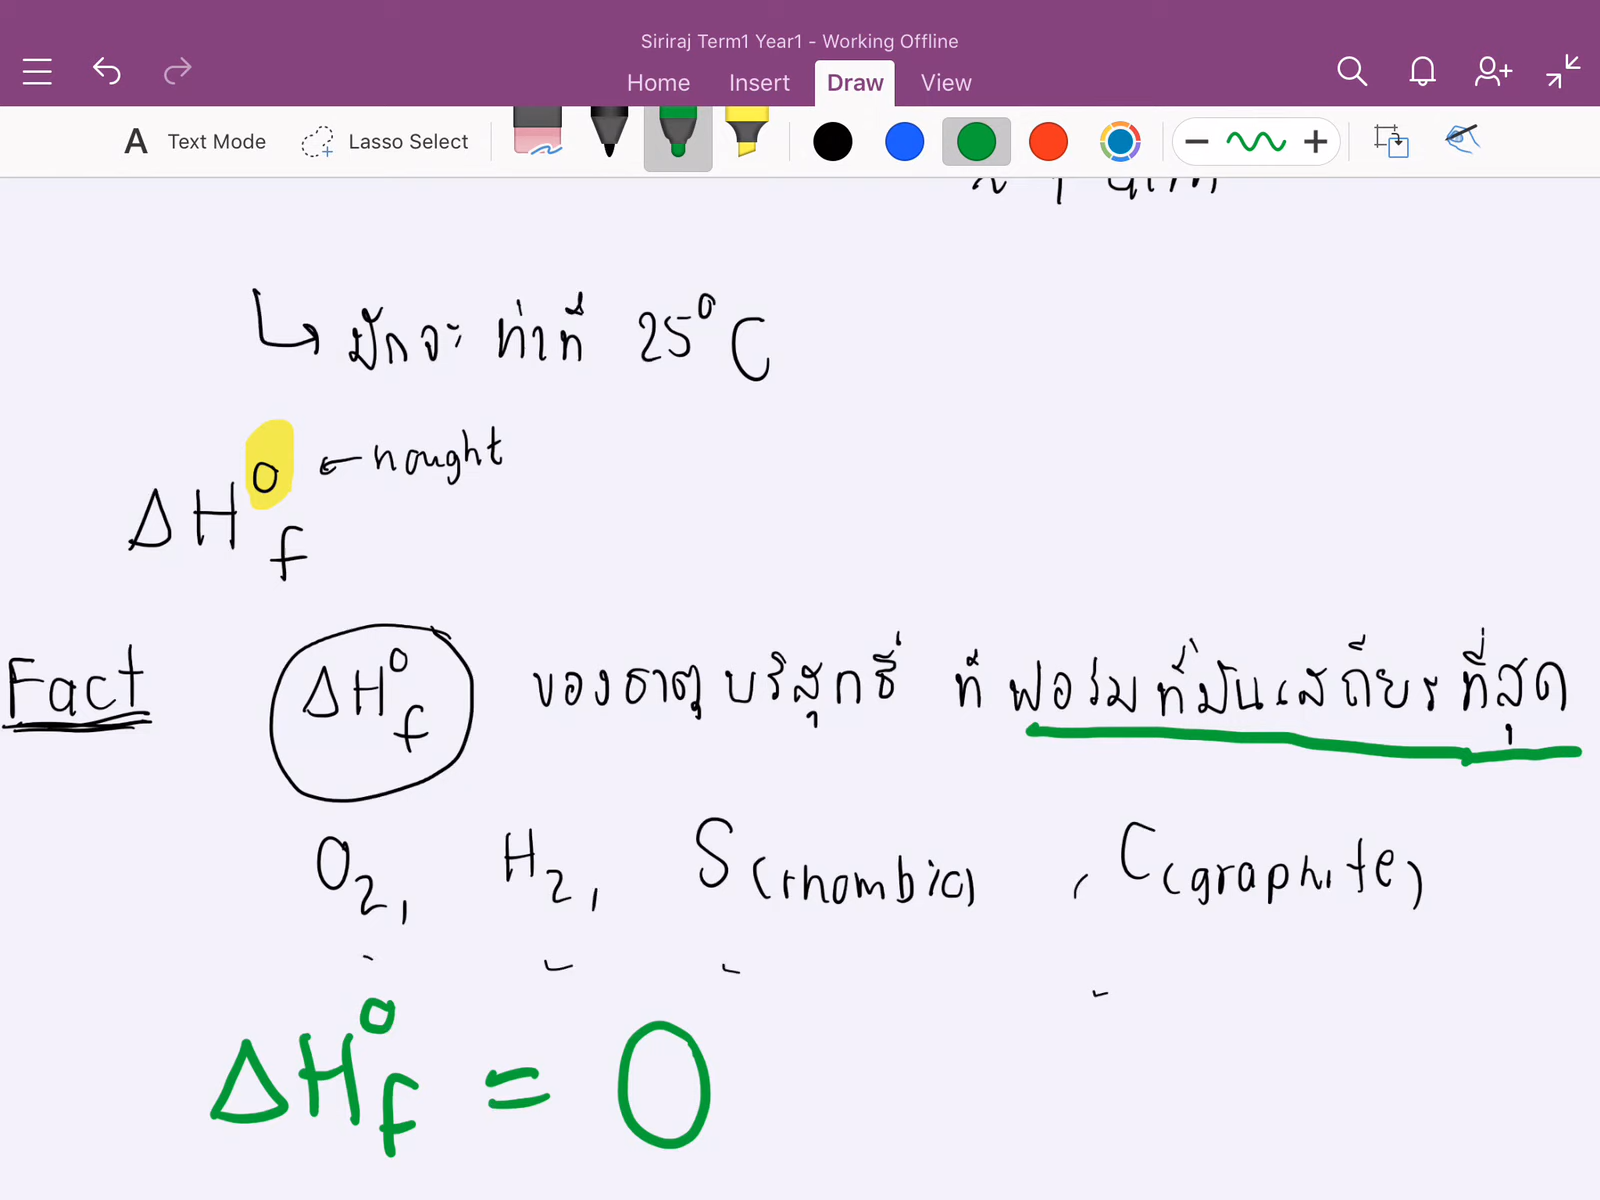 Siriraj Term1 Year1 - Working Offline
Home Insert Draw View
A Text Mode Lasso Select
↳ มักจะ ทำที่ 25°C
ΔH°f ← nought
Fact ΔH°f ของธาตุบริสุทธิ์ ที่ ฟอร์มที่มันเสถียรที่สุด
O₂, H₂, S(rhombic) , C(graphite)
ΔH°f = 0